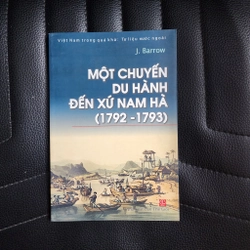 Việt Nam trong quá khứ: Tư liệu nước ngoài
J. Barrow
MỘT CHUYẾN
DU HÀNH
ĐẾN XỨ NAM HÀ
(1792 -1793)